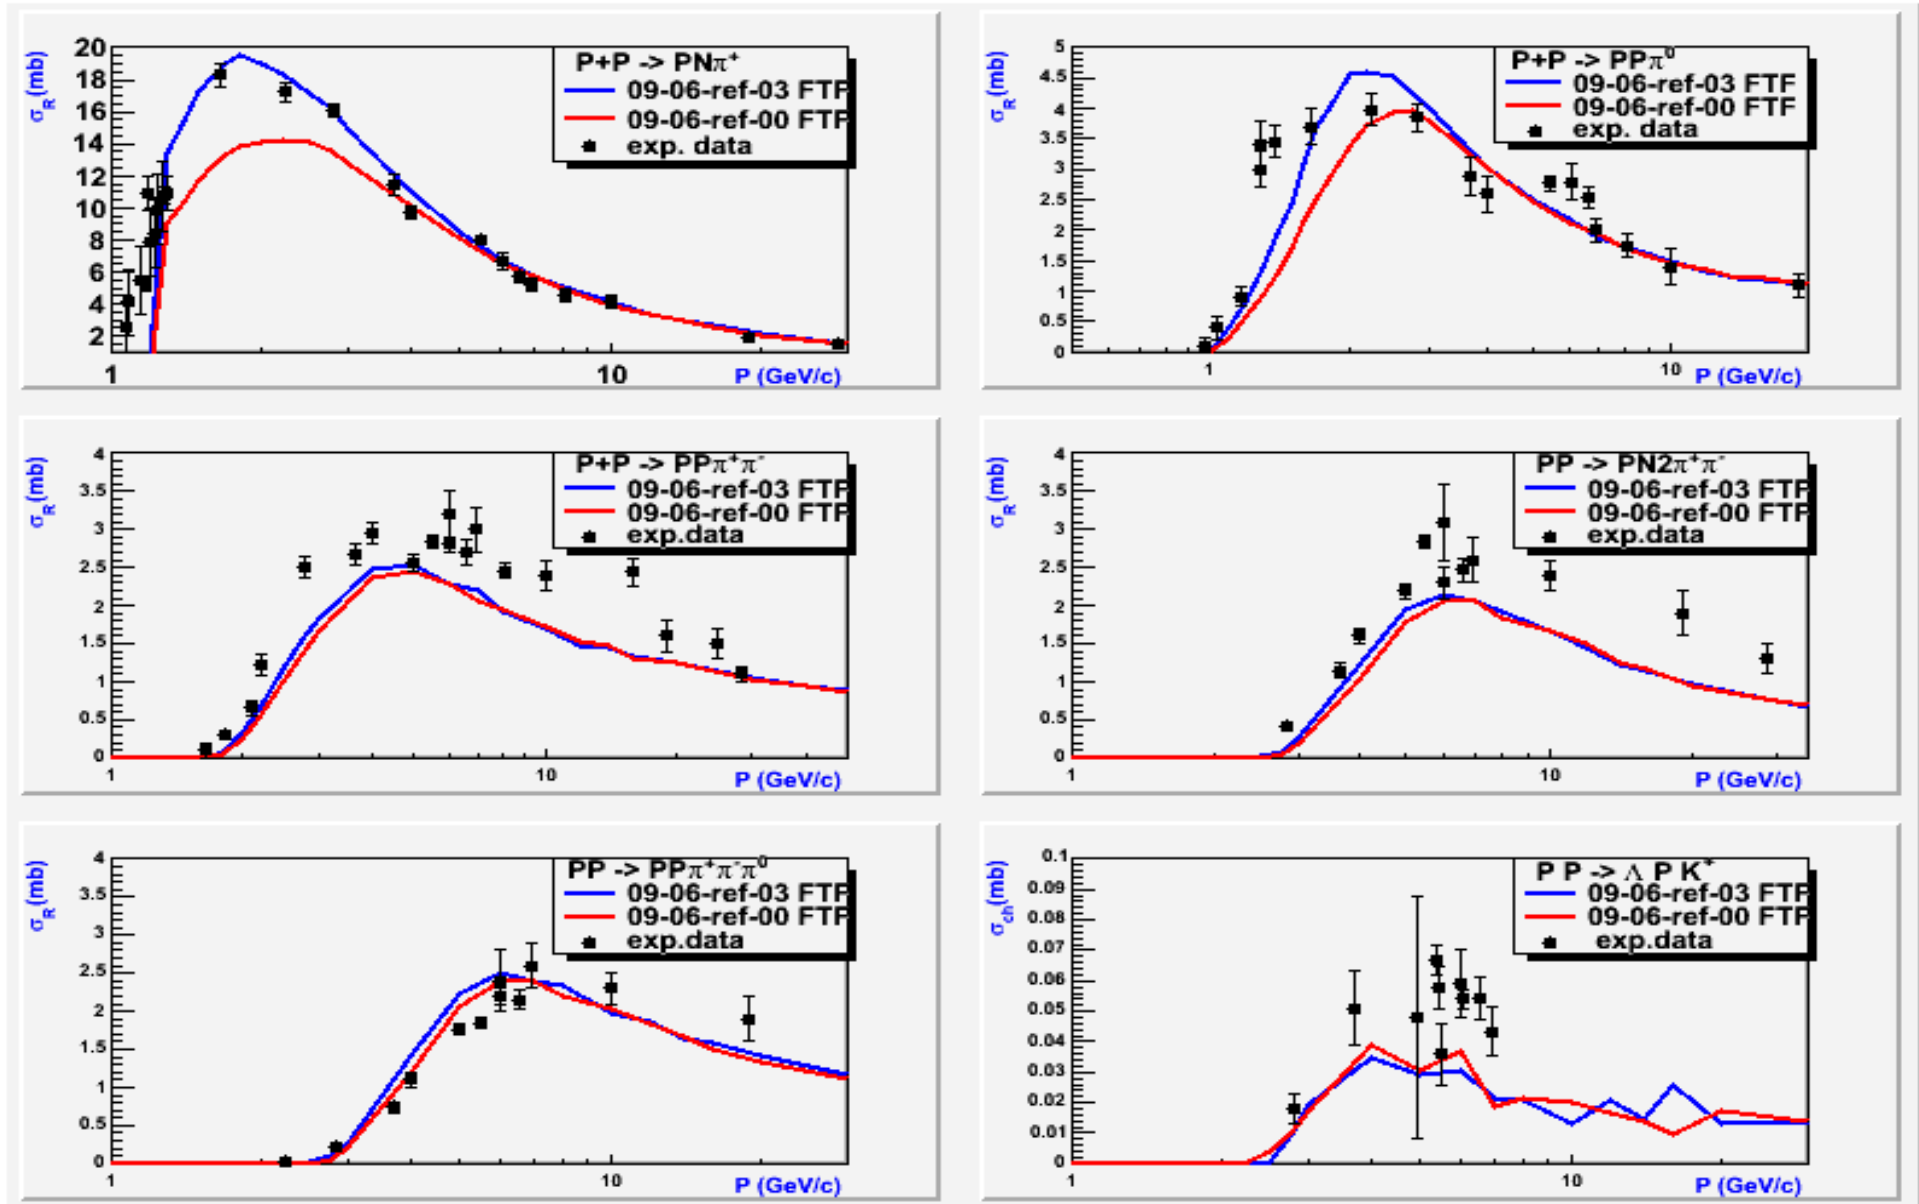 σR(mb)
20
18
16
14
12
10
8
6
4
2
P+P -> PNπ+
09-06-ref-03 FTF
09-06-ref-00 FTF
exp. data
1
10
P (GeV/c)
σR(mb)
5
4.5
4
3.5
3
2.5
2
1.5
1
0.5
0
P+P -> PPπ0
09-06-ref-03 FTF
09-06-ref-00 FTF
exp. data
1
10
P (GeV/c)
σR(mb)
4
3.5
3
2.5
2
1.5
1
0.5
0
P+P -> PPπ+π-
09-06-ref-03 FTF
09-06-ref-00 FTF
exp.data
1
10
P (GeV/c)
σR(mb)
4
3.5
3
2.5
2
1.5
1
0.5
0
PP -> PN2π+π-
09-06-ref-03 FTF
09-06-ref-00 FTF
exp.data
1
10
P (GeV/c)
σR(mb)
4
3.5
3
2.5
2
1.5
1
0.5
0
PP -> PPπ+π-π0
09-06-ref-03 FTF
09-06-ref-00 FTF
exp.data
1
10
P (GeV/c)
σch(mb)
0.1
0.09
0.08
0.07
0.06
0.05
0.04
0.03
0.02
0.01
0
P P -> Λ P K+
09-06-ref-03 FTF
09-06-ref-00 FTF
exp.data
1
10
P (GeV/c)